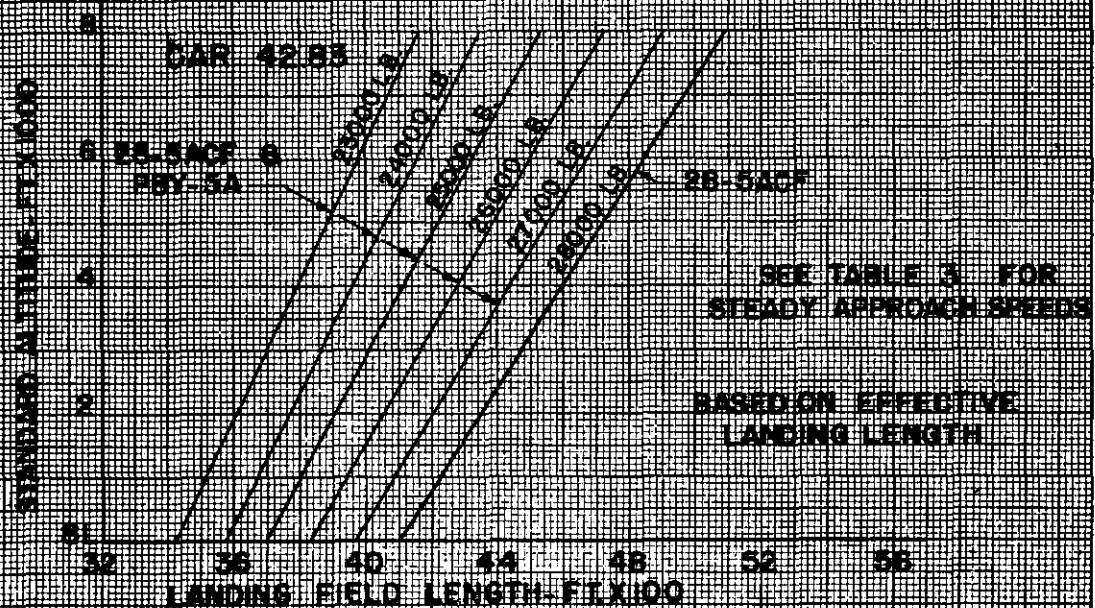 8
CAR 42.83
23000 LB.
24000 LB.
25000 LB.
26000 LB.
27000 LB.
28000 LB.
6
28-5ACF &
PBY-5A
28-5ACF
4
SEE TABLE 3 FOR
STEADY APPROACH SPEEDS
2
BASED ON EFFECTIVE
LANDING LENGTH
STANDARD ALTITUDE-FT.X1000
SL
32 36 40 44 48 52 56
LANDING FIELD LENGTH-FT.X100